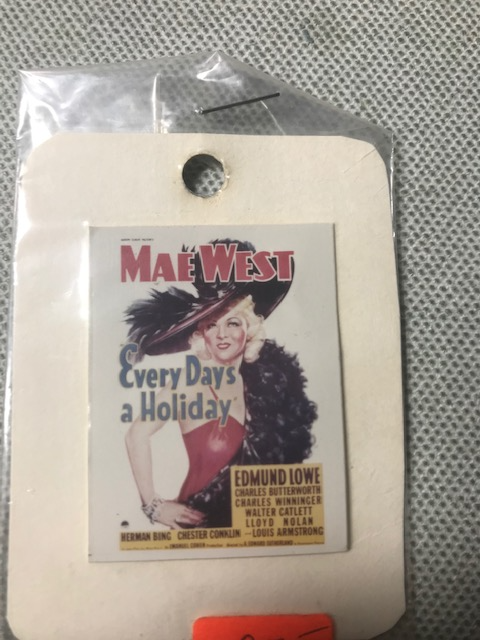 MAE WEST
Every Days
a Holiday
EDMUND LOWE
CHARLES BUTTERWORTH
CHARLES WINNINGER
WALTER CATLETT
LLOYD NOLAN
HERMAN BING CHESTER CONKLIN LOUIS ARMSTRONG